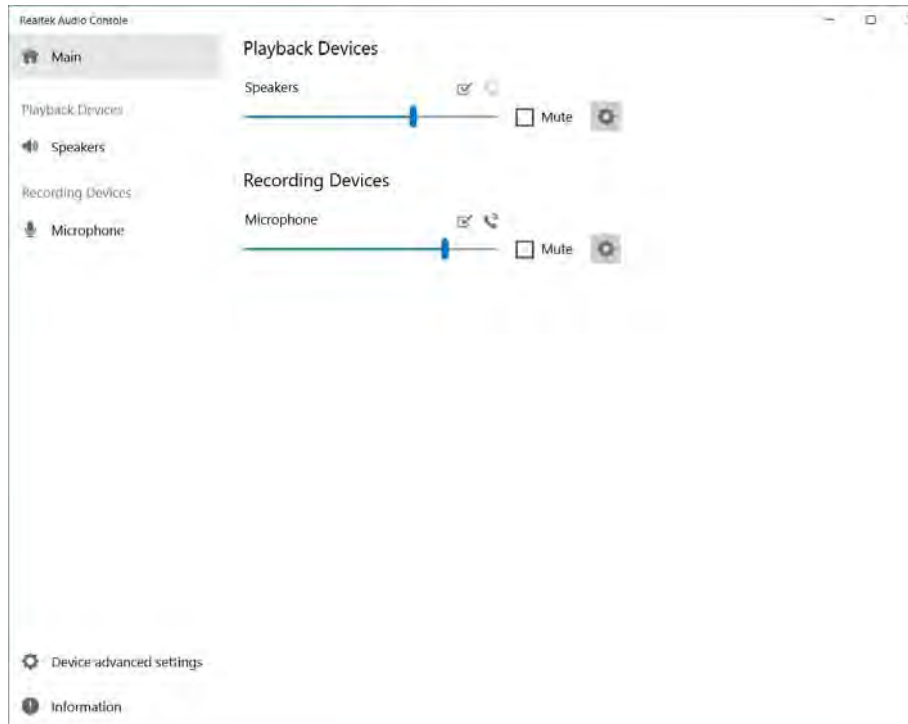 Realtek Audio Console
Main
Playback Devices
Speakers
Recording Devices
Microphone
Device advanced settings
Information
Playback Devices
Speakers
Mute
Recording Devices
Microphone
Mute